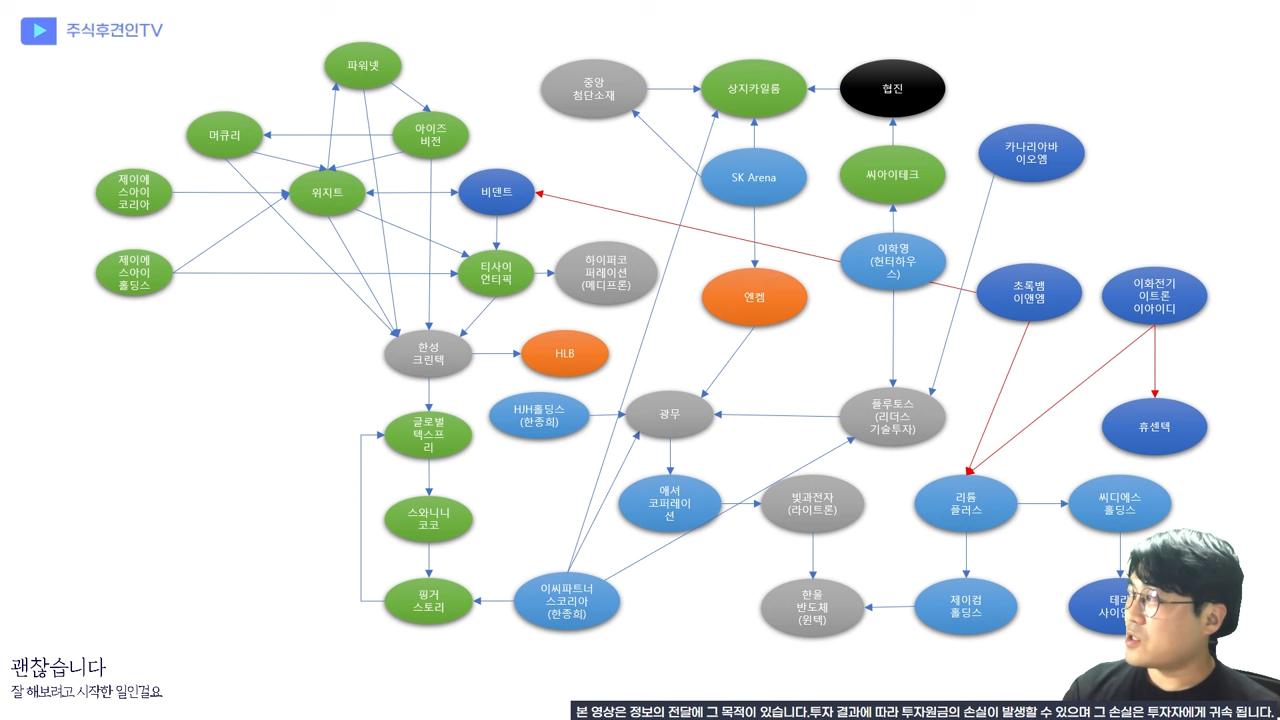 주식후견인TV
파워넷
머큐리
아이즈
비전
제이에
스아이
코리아
위지트
비덴트
제이에
스아이
홀딩스
티사이
언티픽
하이퍼코
퍼레이션
(메디프론)
한성
크린텍
HLB
글로벌
텍스프
리
스와니니
코코
핑거
스토리
중앙
첨단소재
상지카일룸
협진
SK Arena
씨아이테크
카나리아바
이오엠
이학영
(헌터하우
스)
엔켐
초록뱀
이앤엠
이화전기
이트론
이아이디
HJH홀딩스
(한종희)
광무
플루토스
(리더스
기술투자)
휴센텍
애셔
코퍼레이
션
빛과전자
(라이트론)
리튬
플러스
씨디에스
홀딩스
이씨파트너
스코리아
(한종희)
한울
반도체
(윈텍)
제이컴
홀딩스
괜찮습니다
잘 해보려고 시작한 일인걸요
본 영상은 정보의 전달에 그 목적이 있습니다.투자 결과에 따라 투자원금의 손실이 발생할 수 있으며 그 손실은 투자자에게 귀속 됩니다.